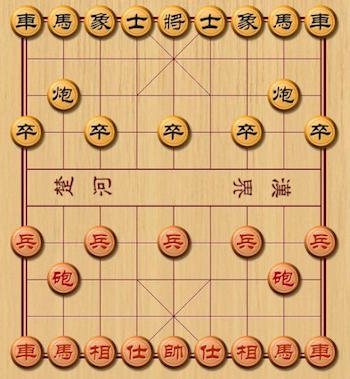 車馬象士將士象馬車
炮炮
卒卒卒卒卒
楚河 漢界
兵兵兵兵兵
砲砲
車馬相仕帥仕相馬車